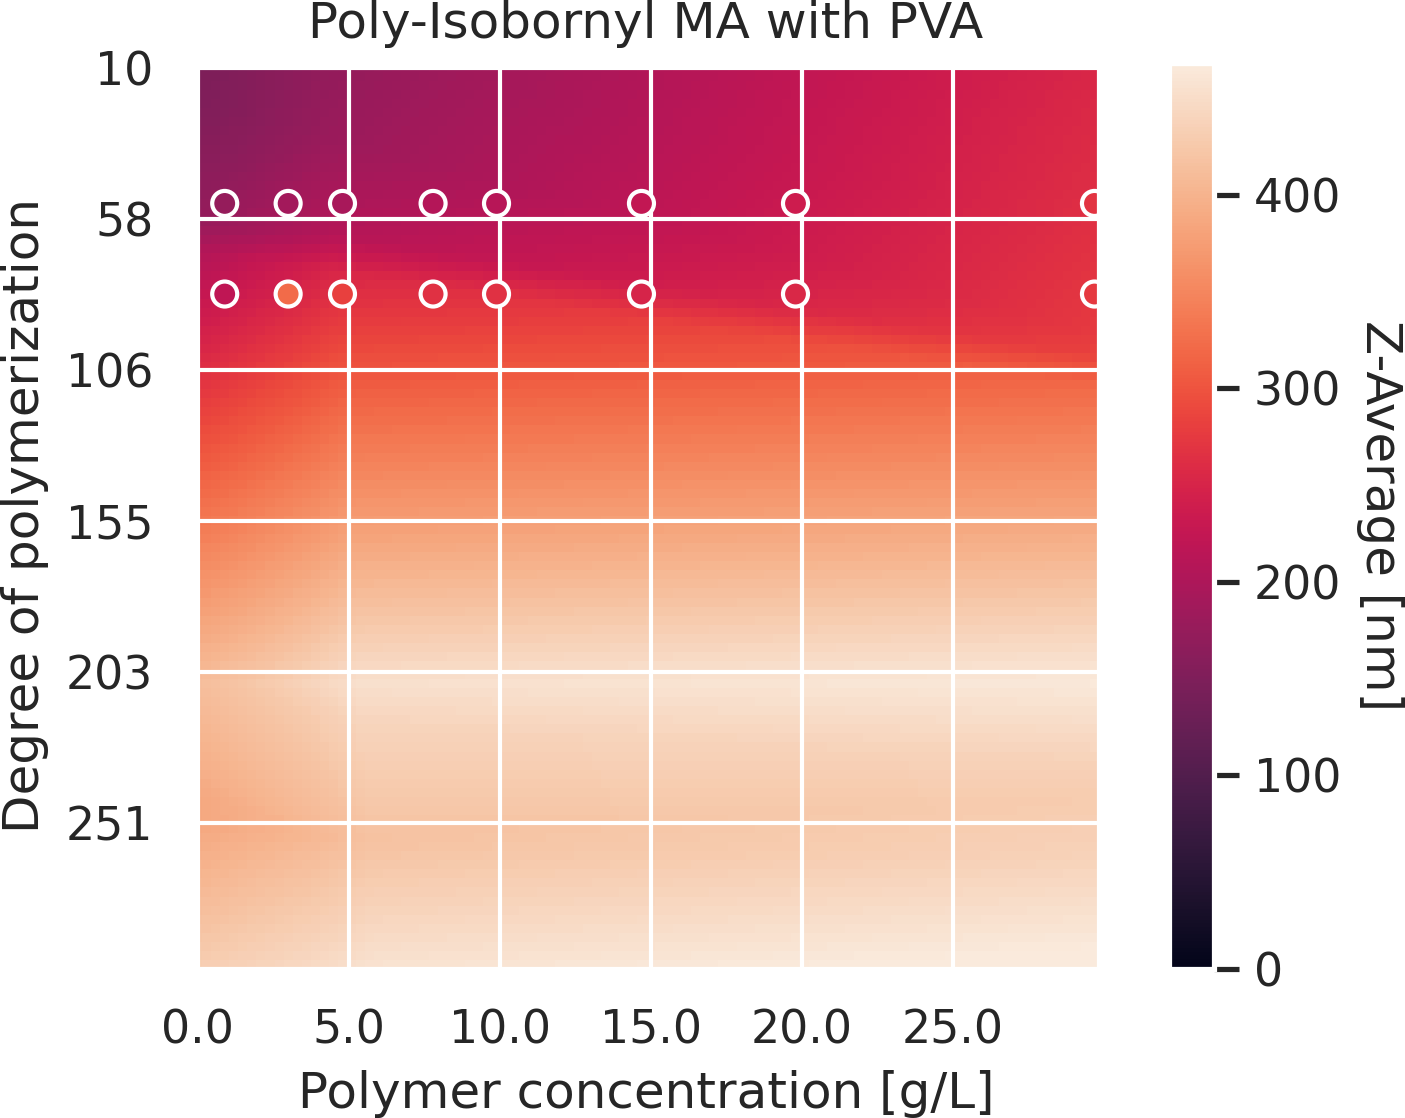 Poly-Isobornyl MA with PVA
10
58
106
155
203
251
Degree of polymerization
0.0 5.0 10.0 15.0 20.0 25.0
Polymer concentration [g/L]
400
300
200
100
0
Z-Average [nm]